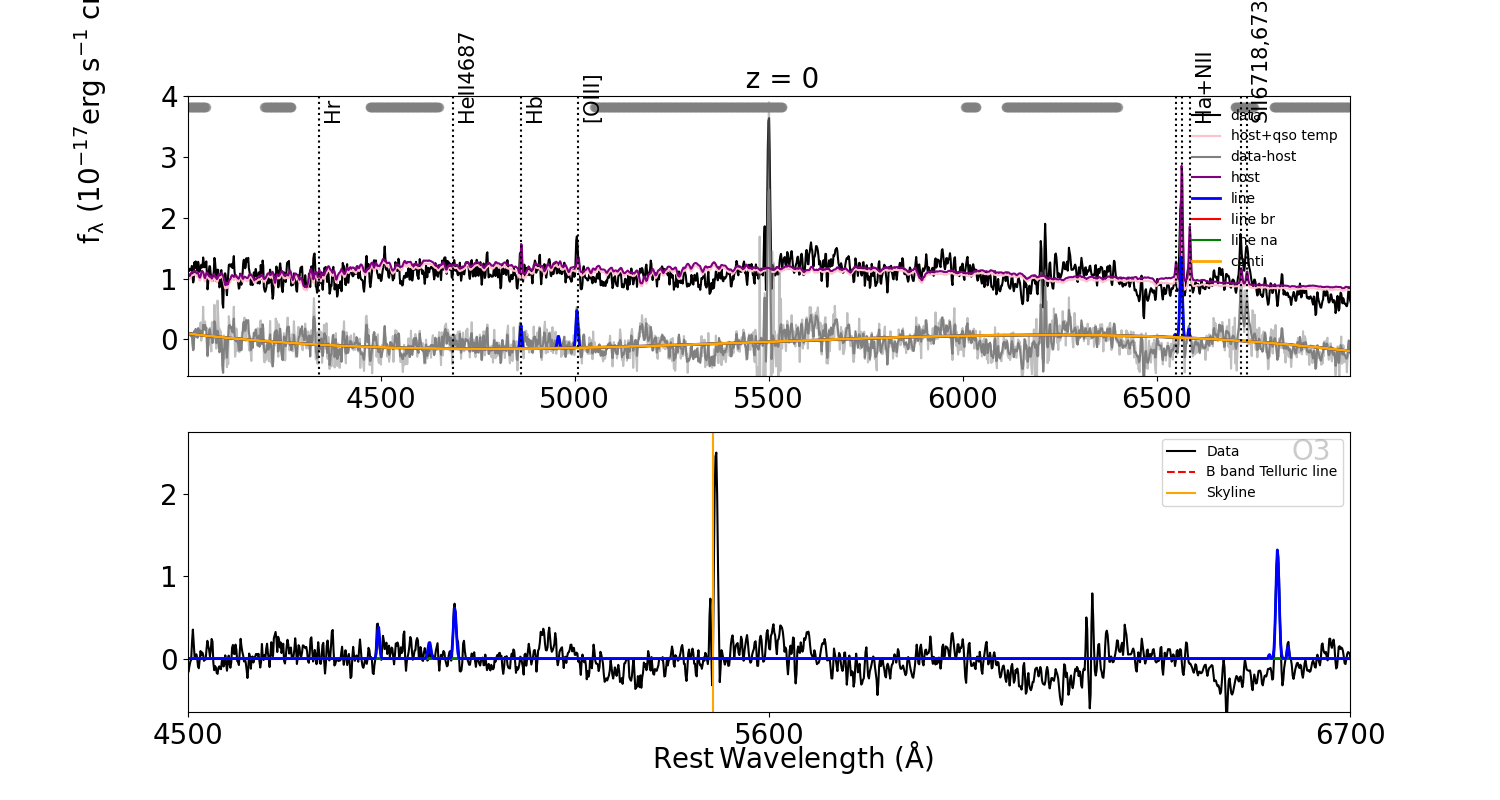 z = 0
f_λ (10^−17 erg s^−1 c
4
3
2
1
0
Hr
HeII4687
Hb
[OIII]
Ha+NII
SII6718,673
data
host+qso temp
data-host
host
line
line br
line na
conti
4500 5000 5500 6000 6500
O3
Data
B band Telluric line
Skyline
2
1
0
4500 5600 6700
Rest Wavelength (Å)